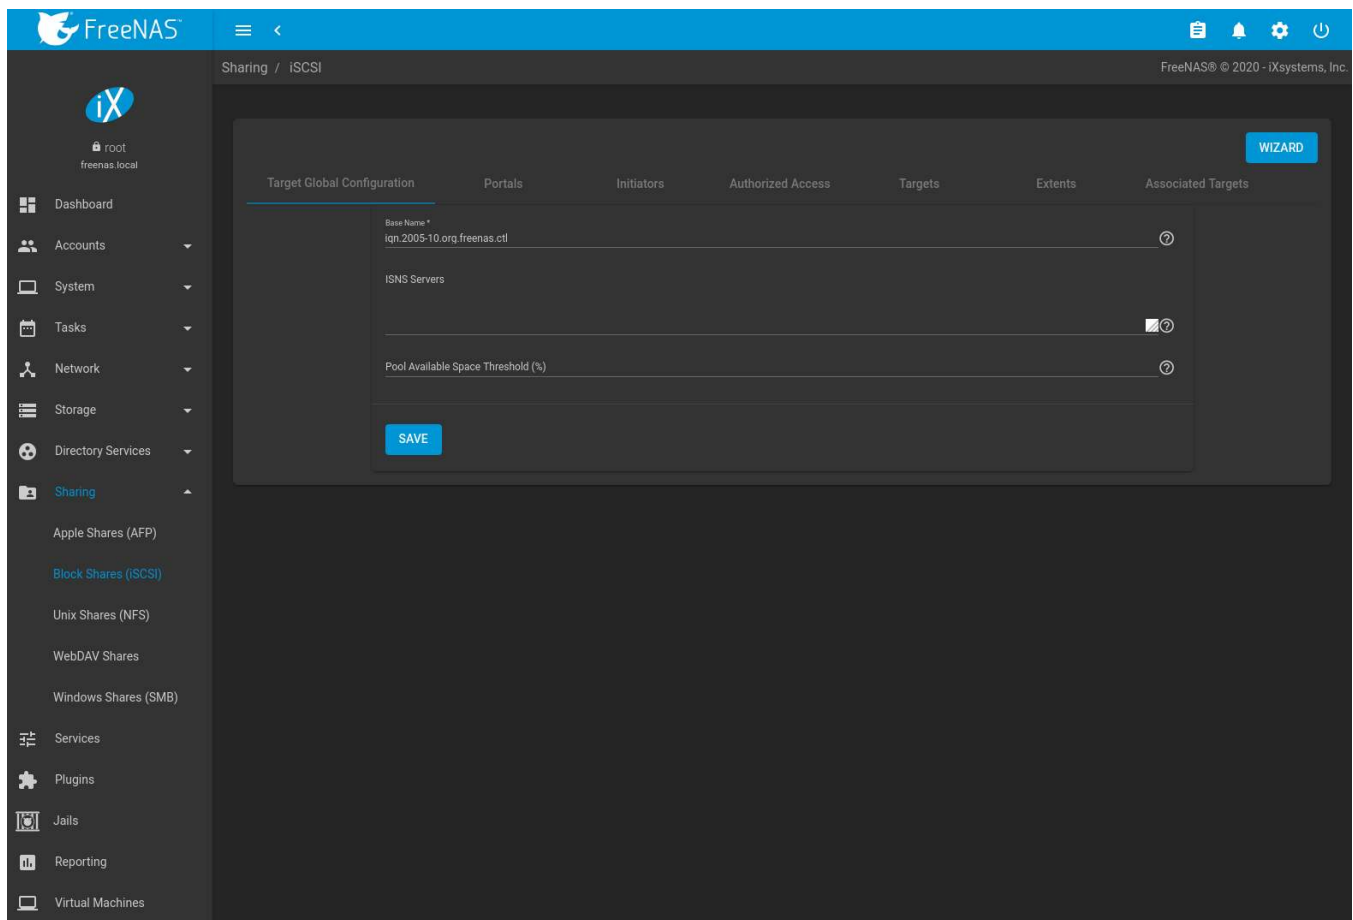 FreeNAS™
Sharing / iSCSI
FreeNAS® © 2020 - iXsystems, Inc.
iX
root
freenas.local
Dashboard
Accounts
System
Tasks
Network
Storage
Directory Services
Sharing
Apple Shares (AFP)
Block Shares (iSCSI)
Unix Shares (NFS)
WebDAV Shares
Windows Shares (SMB)
Services
Plugins
Jails
Reporting
Virtual Machines
WIZARD
Target Global Configuration Portals Initiators Authorized Access Targets Extents Associated Targets
Base Name *
iqn.2005-10.org.freenas.ctl
ISNS Servers
Pool Available Space Threshold (%)
SAVE